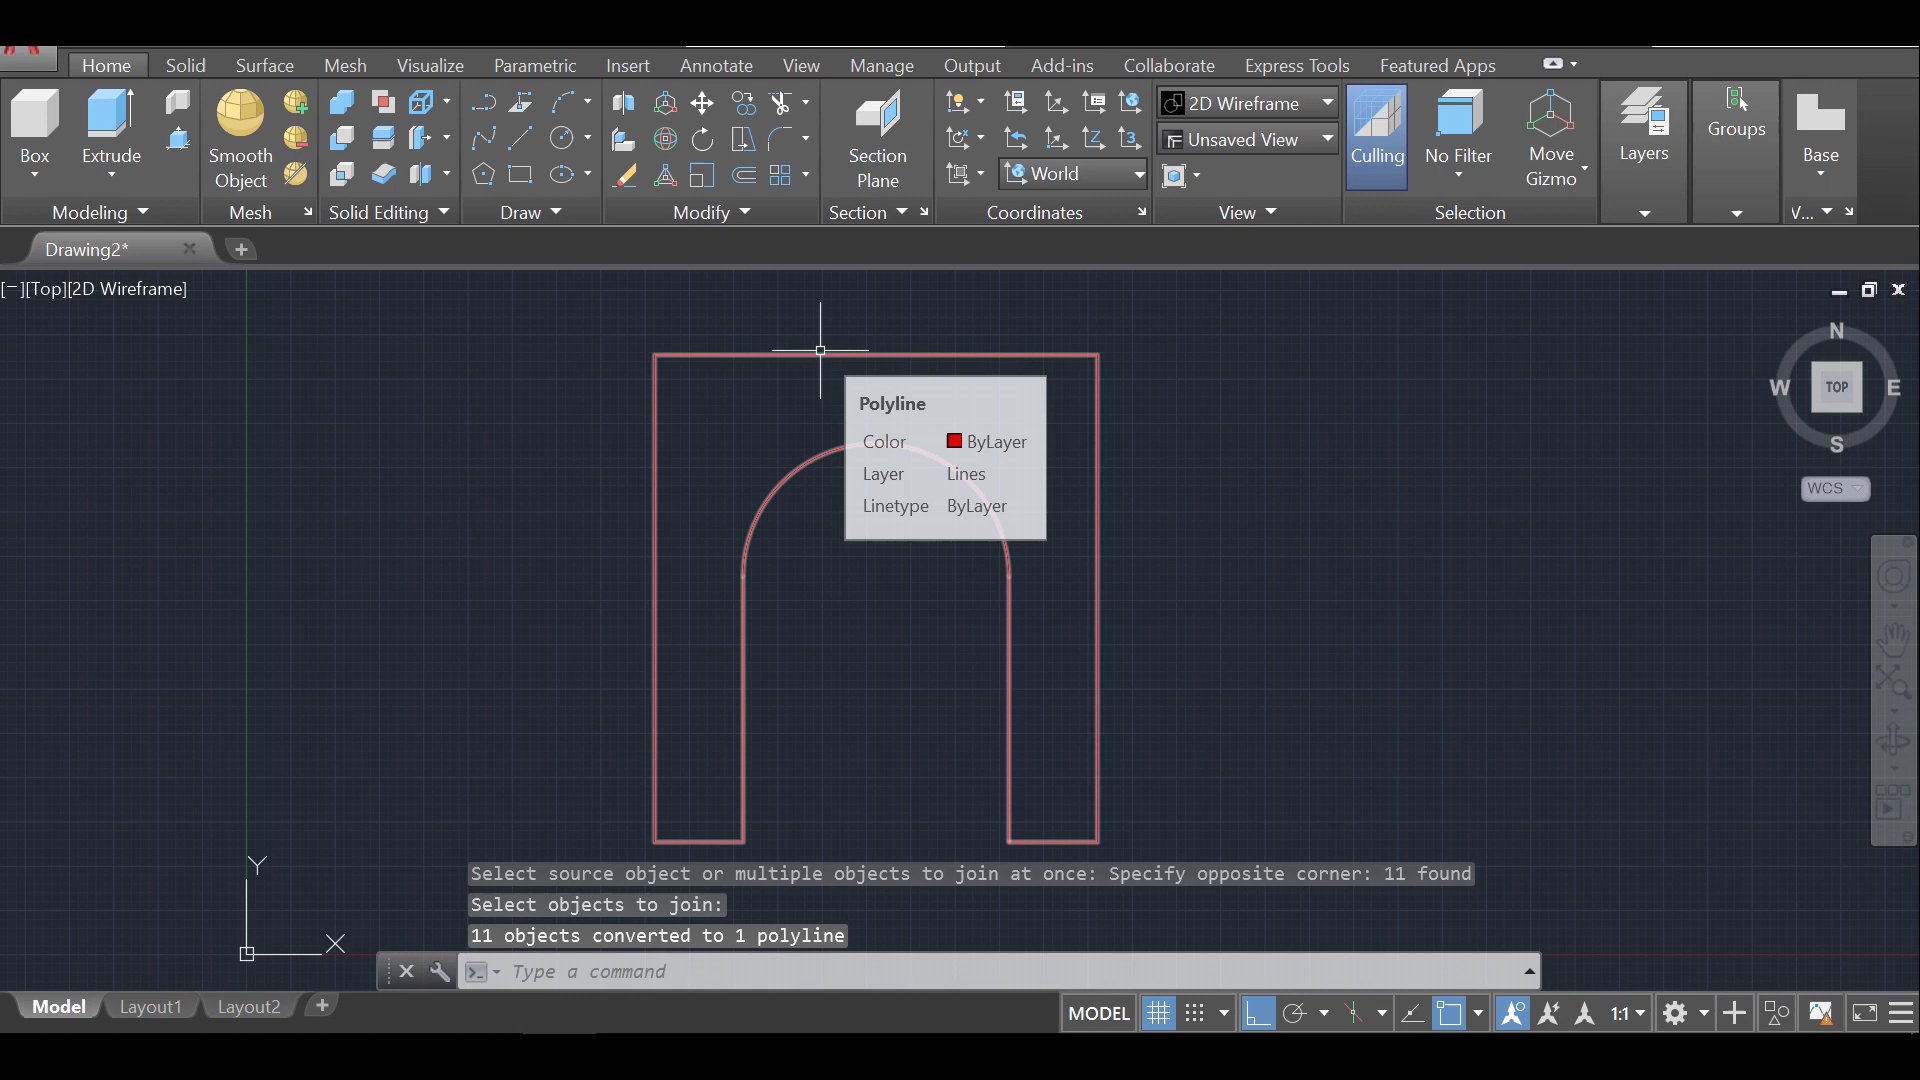 Home Solid Surface Mesh Visualize Parametric Insert Annotate View Manage Output Add-ins Collaborate Express Tools Featured Apps
Box
Extrude
Modeling
Smooth
Object
Mesh
Solid Editing
Draw
Modify
Section
Plane
Section
World
Coordinates
2D Wireframe
Unsaved View
View
Culling
No Filter
Move
Gizmo
Selection
Layers
Groups
Base
V...
Drawing2*
[−][Top][2D Wireframe]
N
W TOP E
S
WCS
Polyline
Color ByLayer
Layer Lines
Linetype ByLayer
Y
X
Select source object or multiple objects to join at once: Specify opposite corner: 11 found
Select objects to join:
11 objects converted to 1 polyline
Type a command
Model Layout1 Layout2
MODEL 1:1